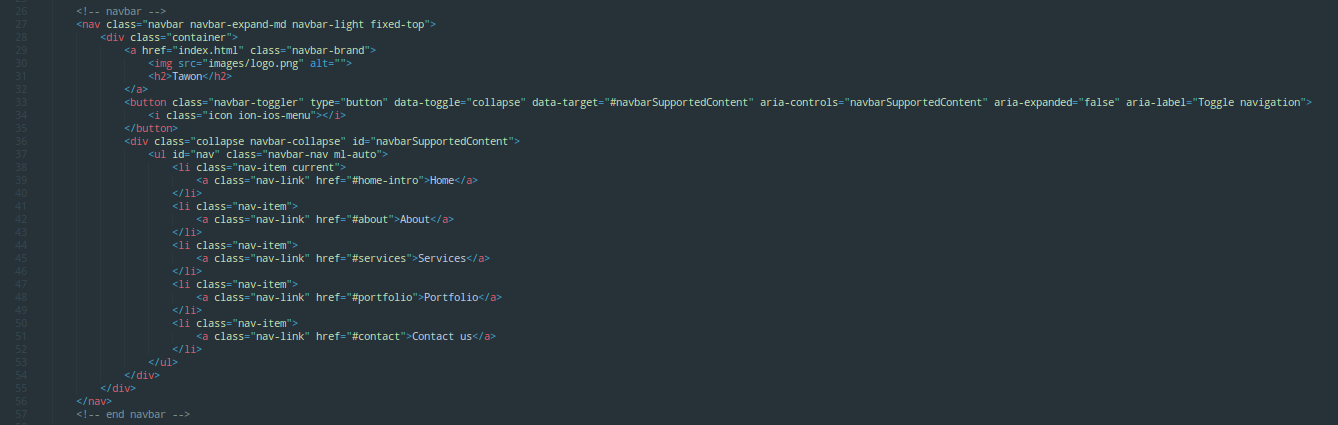 26 <!-- navbar -->
27 <nav class="navbar navbar-expand-md navbar-light fixed-top">
28 <div class="container">
29 <a href="index.html" class="navbar-brand">
30 <img src="images/logo.png" alt="">
31 <h2>Tawon</h2>
32 </a>
33 <button class="navbar-toggler" type="button" data-toggle="collapse" data-target="#navbarSupportedContent" aria-controls="navbarSupportedContent" aria-expanded="false" aria-label="Toggle navigation">
34 <i class="icon ion-ios-menu"></i>
35 </button>
36 <div class="collapse navbar-collapse" id="navbarSupportedContent">
37 <ul id="nav" class="navbar-nav ml-auto">
38 <li class="nav-item current">
39 <a class="nav-link" href="#home-intro">Home</a>
40 </li>
41 <li class="nav-item">
42 <a class="nav-link" href="#about">About</a>
43 </li>
44 <li class="nav-item">
45 <a class="nav-link" href="#services">Services</a>
46 </li>
47 <li class="nav-item">
48 <a class="nav-link" href="#portfolio">Portfolio</a>
49 </li>
50 <li class="nav-item">
51 <a class="nav-link" href="#contact">Contact us</a>
52 </li>
53 </ul>
54 </div>
55 </div>
56 </nav>
57 <!-- end navbar -->